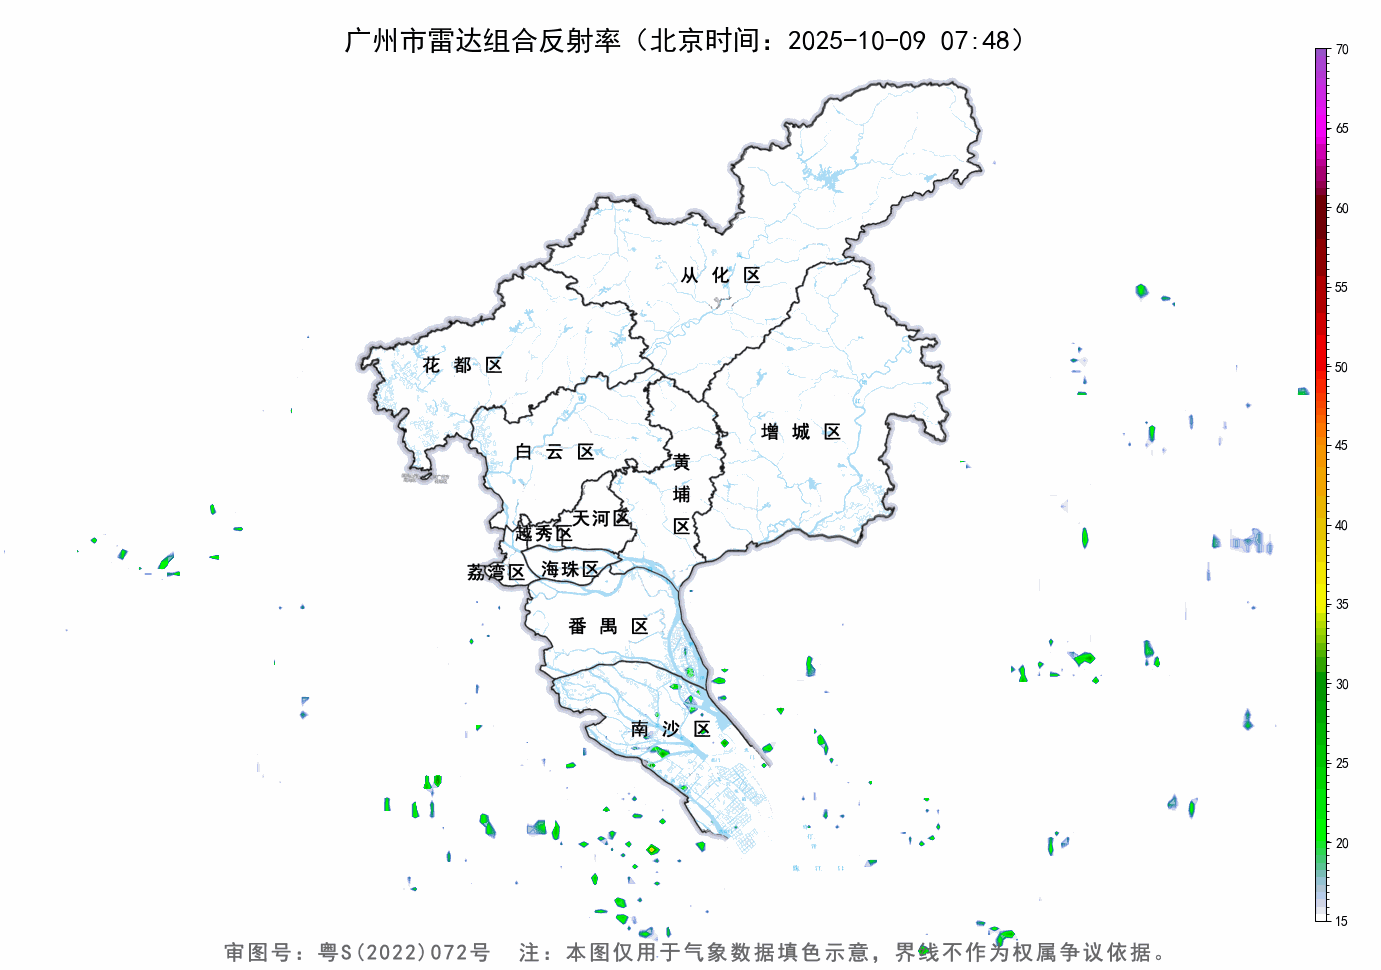 广州市雷达组合反射率（北京时间：2025-10-09 07:48）
70
65
60
55
50
45
40
35
30
25
20
15
从化区
花都区
增城区
白云区
黄埔区
天河区
越秀区
海珠区
荔湾区
番禺区
南沙区
审图号：粤S(2022)072号 注：本图仅用于气象数据填色示意，界线不作为权属争议依据。